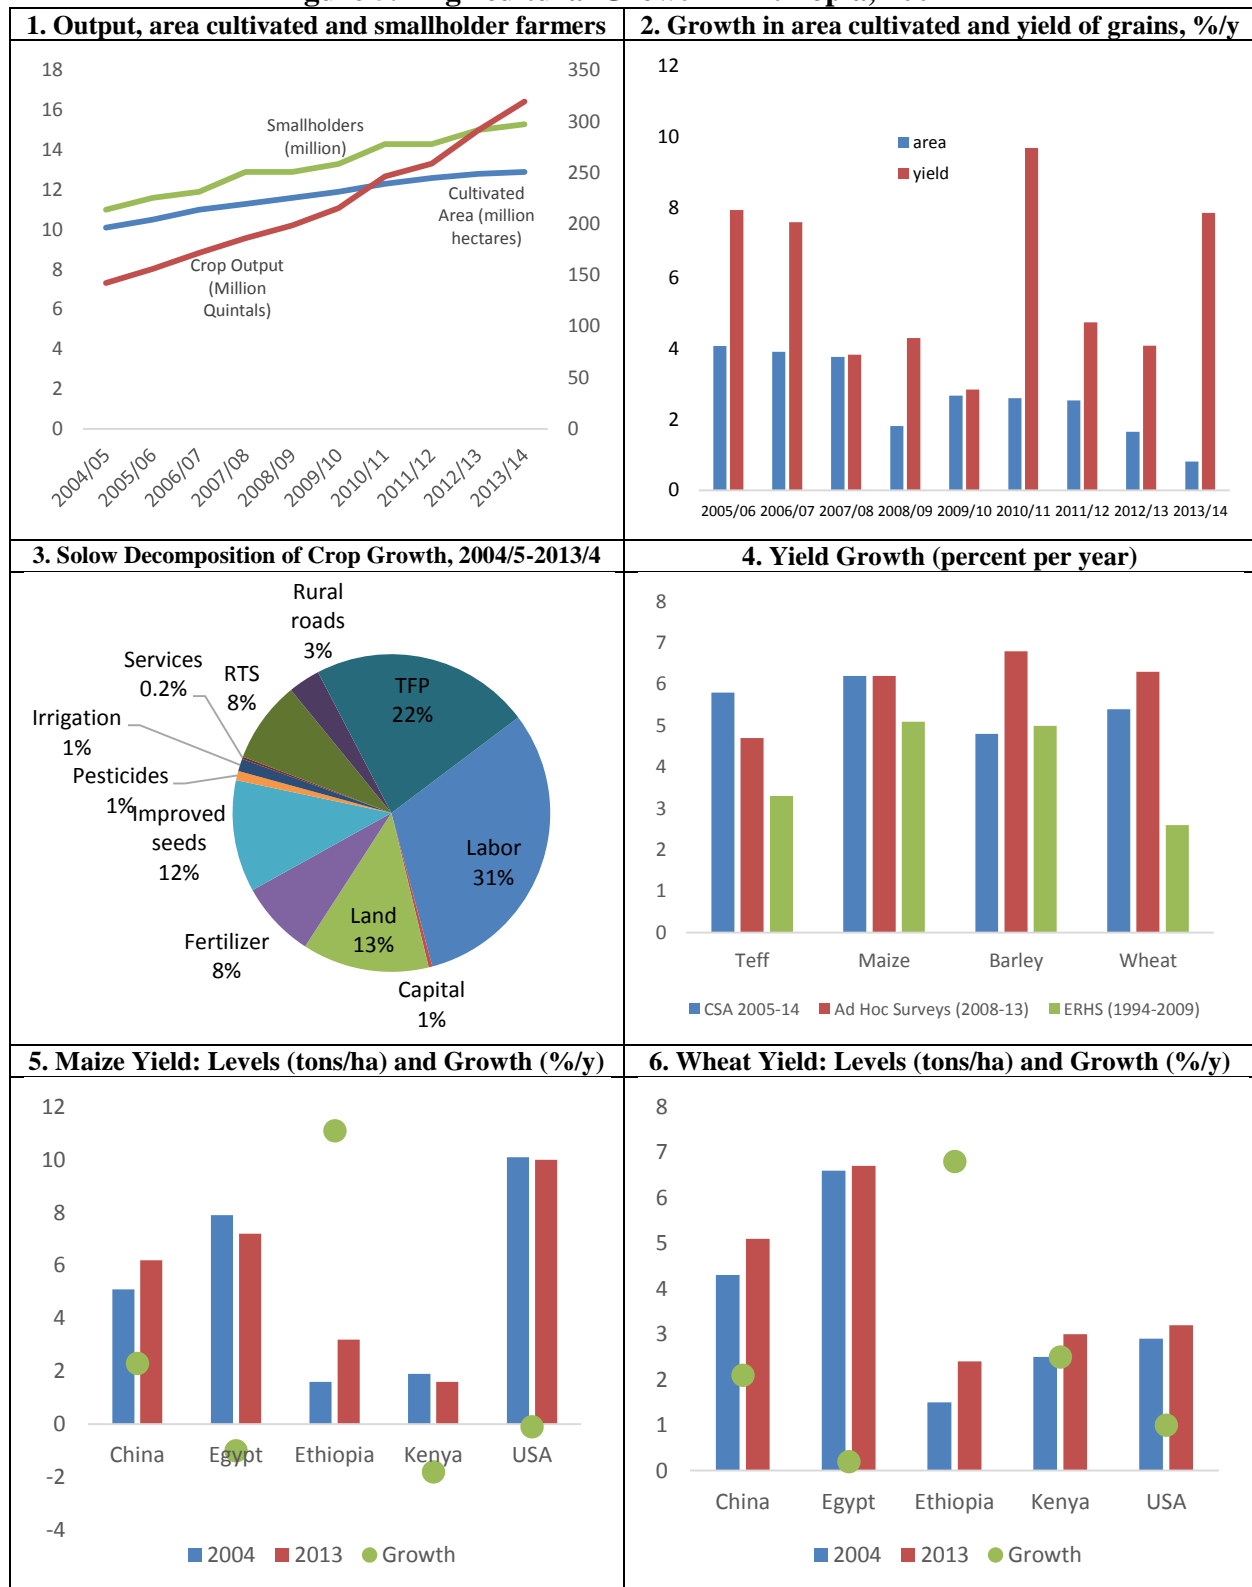 1. Output, area cultivated and smallholder farmers
18
16
14
12
10
8
6
4
2
0
350
300
250
200
150
100
50
0
Smallholders
(million)
Cultivated
Area (million
hectares)
Crop Output
(Million
Quintals)
2004/05
2005/06
2006/07
2007/08
2008/09
2009/10
2010/11
2011/12
2012/13
2013/14
2. Growth in area cultivated and yield of grains, %/y
12
10
8
6
4
2
0
area
yield
2005/06 2006/07 2007/08 2008/09 2009/10 2010/11 2011/12 2012/13 2013/14
3. Solow Decomposition of Crop Growth, 2004/5-2013/4
Rural
roads
3%
Services
0.2%
RTS
8%
TFP
22%
Irrigation
1%
Pesticides
1%
Improved
seeds
12%
Labor
31%
Land
13%
Fertilizer
8%
Capital
1%
4. Yield Growth (percent per year)
8
7
6
5
4
3
2
1
0
Teff Maize Barley Wheat
CSA 2005-14 Ad Hoc Surveys (2008-13) ERHS (1994-2009)
5. Maize Yield: Levels (tons/ha) and Growth (%/y)
12
10
8
6
4
2
0
-2
-4
China Egypt Ethiopia Kenya USA
2004 2013 Growth
6. Wheat Yield: Levels (tons/ha) and Growth (%/y)
8
7
6
5
4
3
2
1
0
China Egypt Ethiopia Kenya USA
2004 2013 Growth